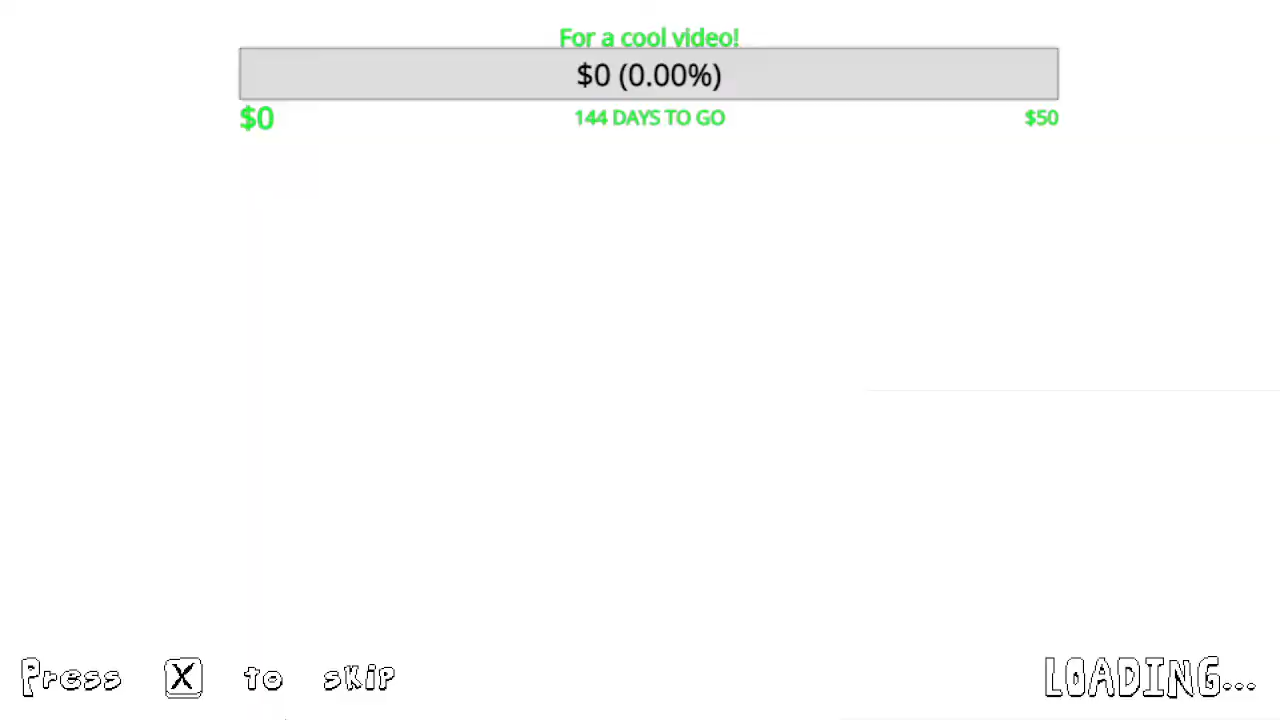 For a cool video!
$0 (0.00%)
$0 144 DAYS TO GO $50
Press X to skip LOADING...